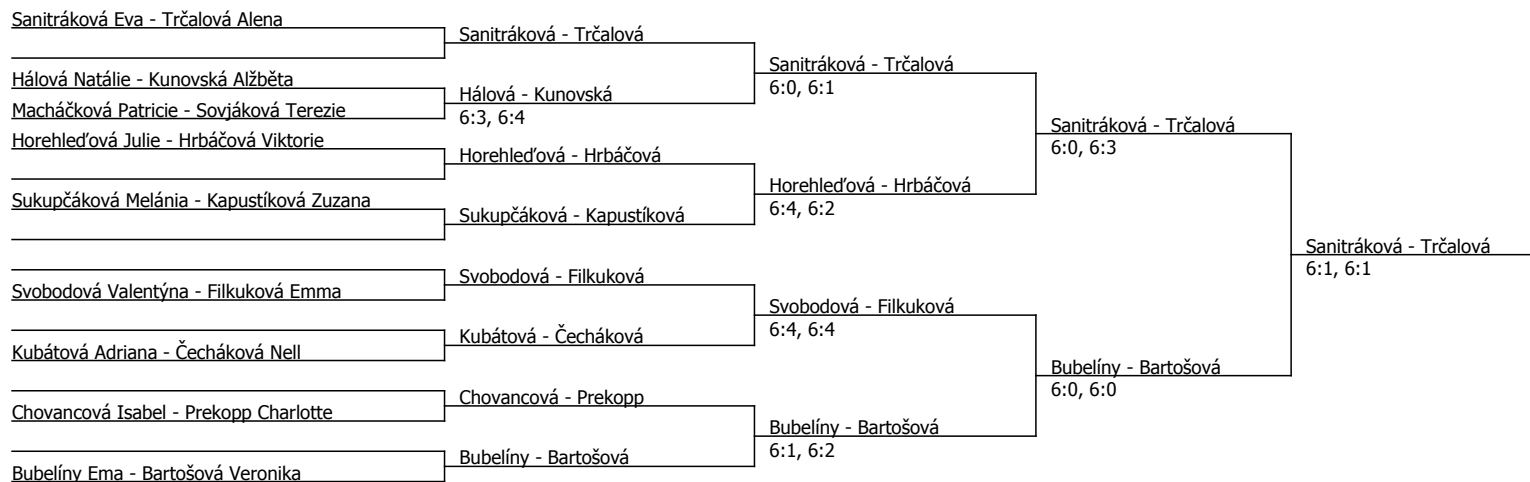 Sanitráková Eva - Trčalová Alena
Hálová Natálie - Kunovská Alžběta
Macháčková Patricie - Sovjáková Terezie
Horehleďová Julie - Hrbáčová Viktorie
Sukupčáková Melánia - Kapustíková Zuzana
Svobodová Valentýna - Filkuková Emma
Kubátová Adriana - Čecháková Nell
Chovancová Isabel - Prekopp Charlotte
Bubelíny Ema - Bartošová Veronika
Sanitráková - Trčalová
Hálová - Kunovská
6:3, 6:4
Horehleďová - Hrbáčová
Sukupčáková - Kapustíková
Svobodová - Filkuková
Kubátová - Čecháková
Chovancová - Prekopp
Bubelíny - Bartošová
Sanitráková - Trčalová
6:0, 6:1
Horehleďová - Hrbáčová
6:4, 6:2
Svobodová - Filkuková
6:4, 6:4
Bubelíny - Bartošová
6:1, 6:2
Sanitráková - Trčalová
6:0, 6:3
Bubelíny - Bartošová
6:0, 6:0
Sanitráková - Trčalová
6:1, 6:1